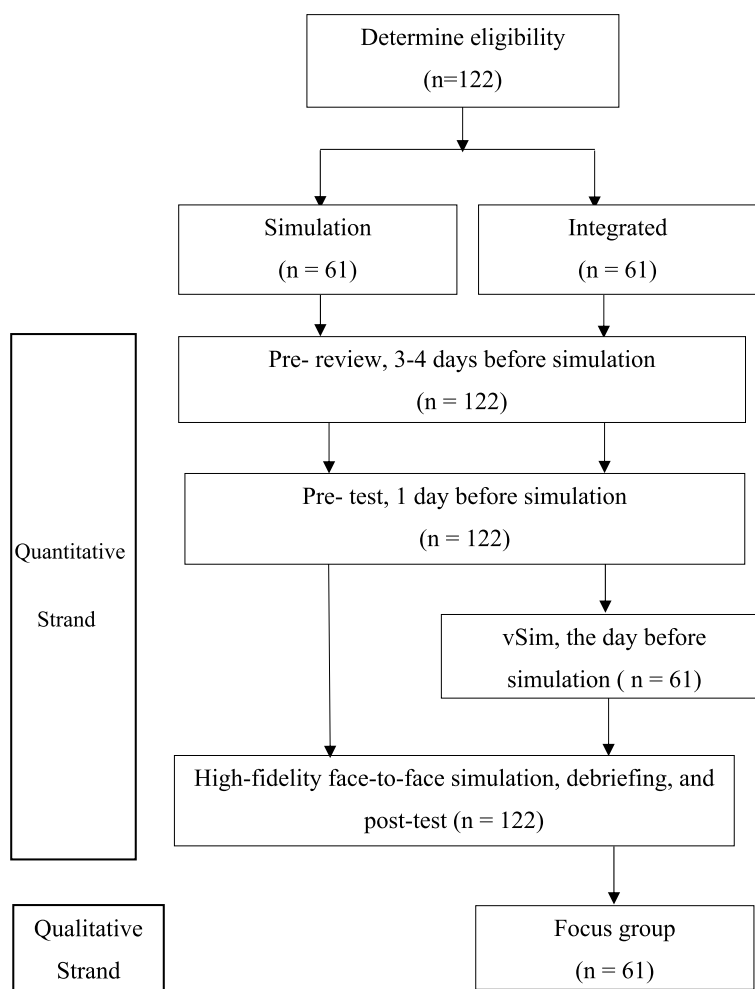 Determine eligibility
(n=122)
Simulation
(n = 61)
Integrated
(n = 61)
Pre- review, 3-4 days before simulation
(n = 122)
Pre- test, 1 day before simulation
(n = 122)
Quantitative
Strand
vSim, the day before
simulation ( n = 61)
High-fidelity face-to-face simulation, debriefing, and
post-test (n = 122)
Qualitative
Strand
Focus group
(n = 61)